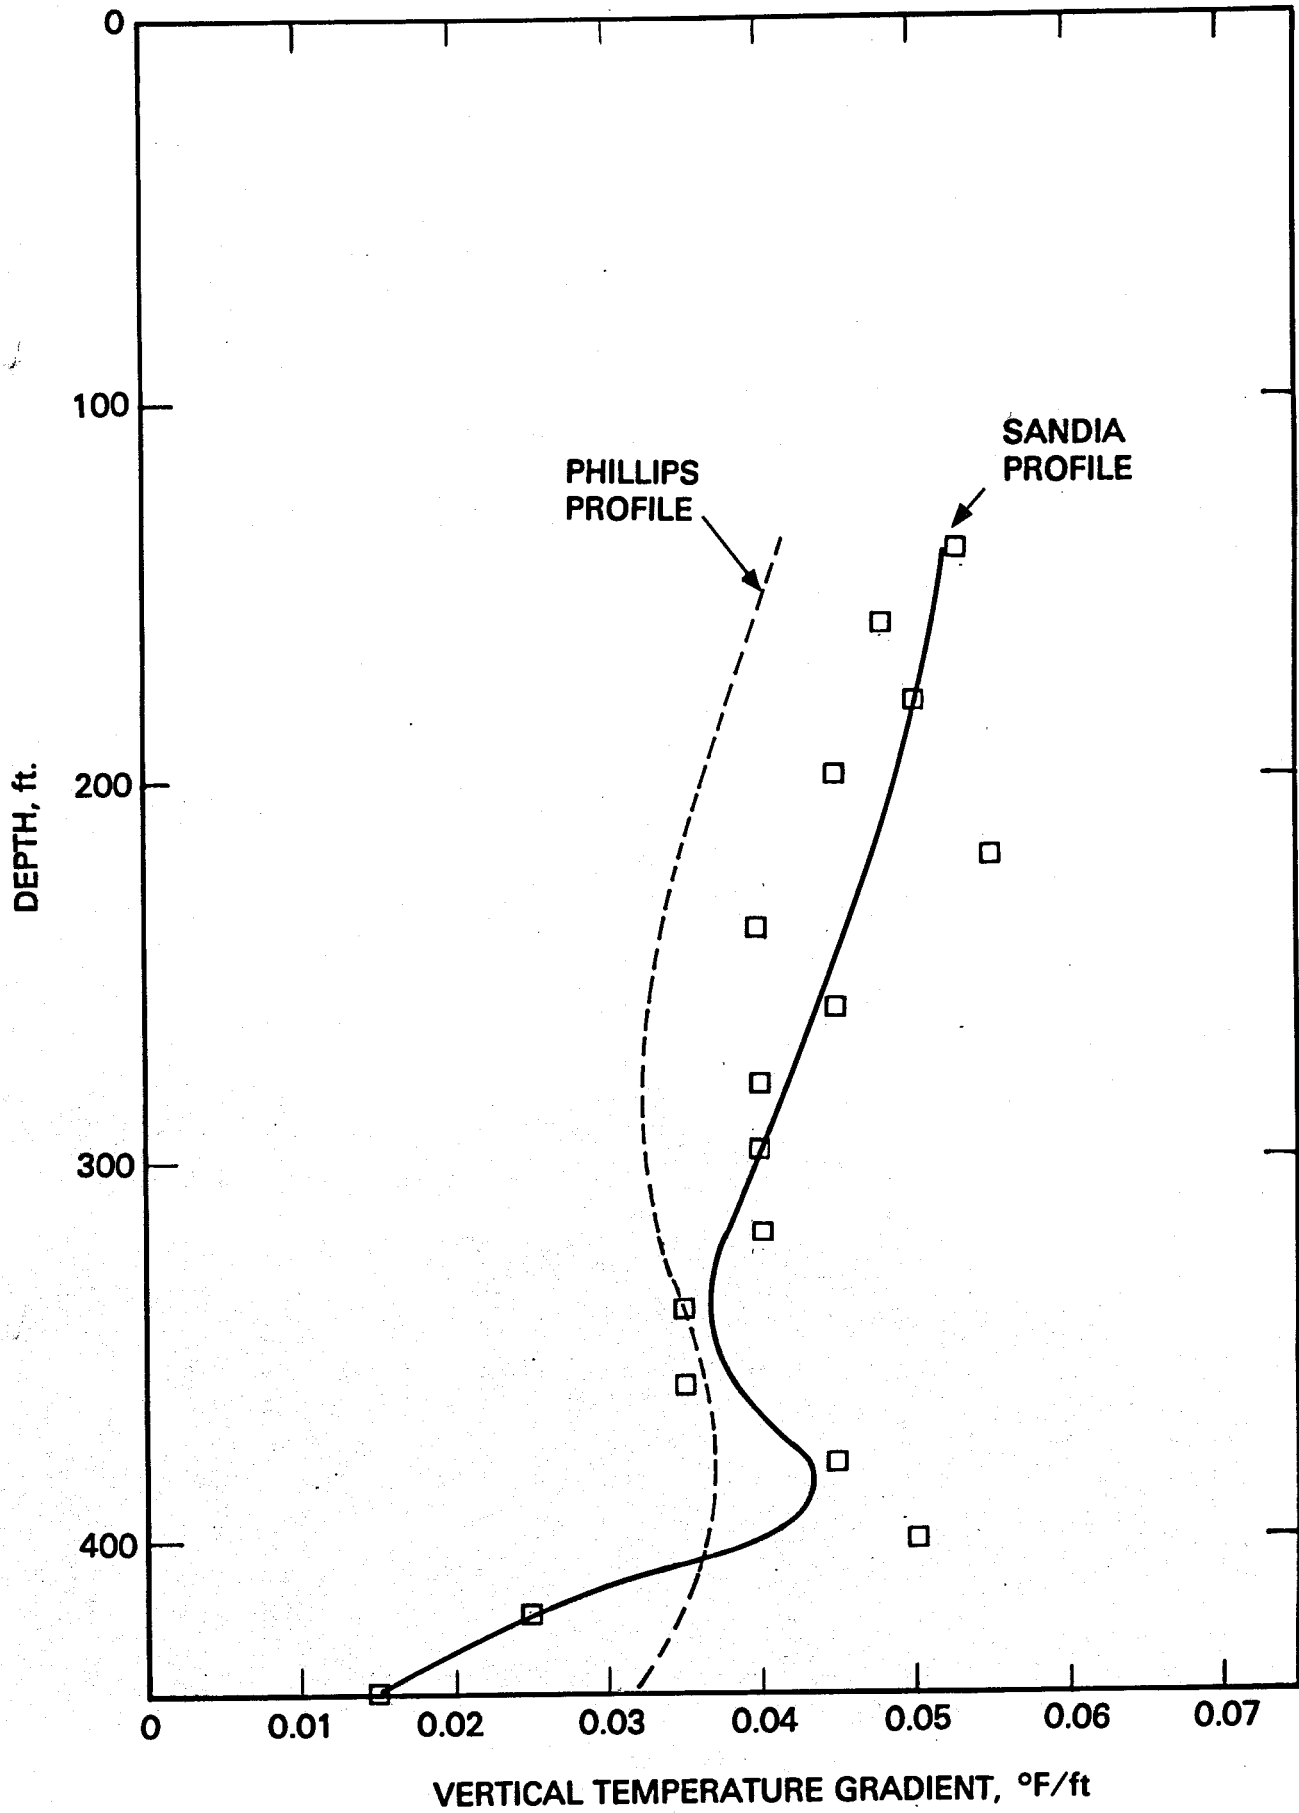 0
100
SANDIA
PROFILE
PHILLIPS
PROFILE
200
DEPTH, ft.
300
400
0 0.01 0.02 0.03 0.04 0.05 0.06 0.07
VERTICAL TEMPERATURE GRADIENT, °F/ft